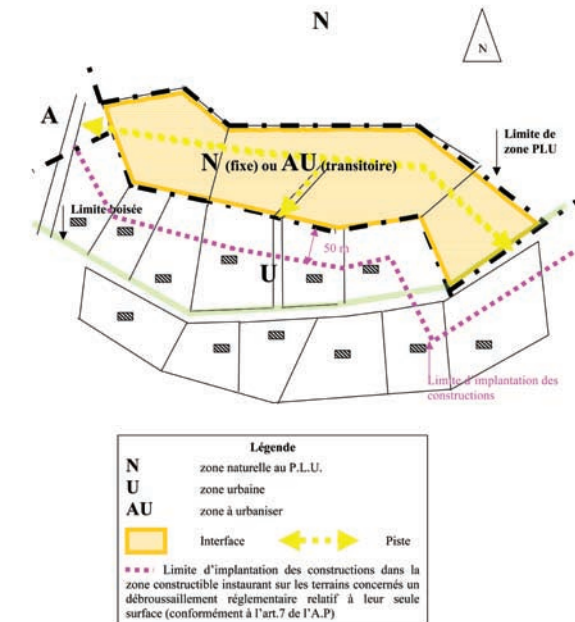 N
N
A
Limite de
zone PLU
N (fixe) ou AU (transitoire)
Limite boisée
50 m
U
Limite d'implantation des
constructions
Légende
N zone naturelle au P.L.U.
U zone urbaine
AU zone à urbaniser
Interface Piste
Limite d'implantation des constructions dans la
zone constructible instaurant sur les terrains concernés un
débroussaillement réglementaire relatif à leur seule
surface (conformément à l'art.7 de l'A.P)